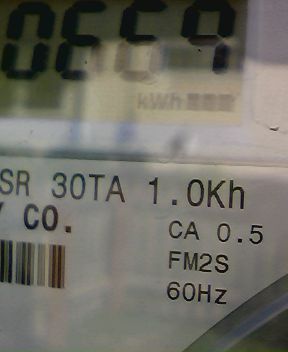 kWh
SR 30TA 1.0Kh
Y CO.
CA 0.5
FM2S
60Hz